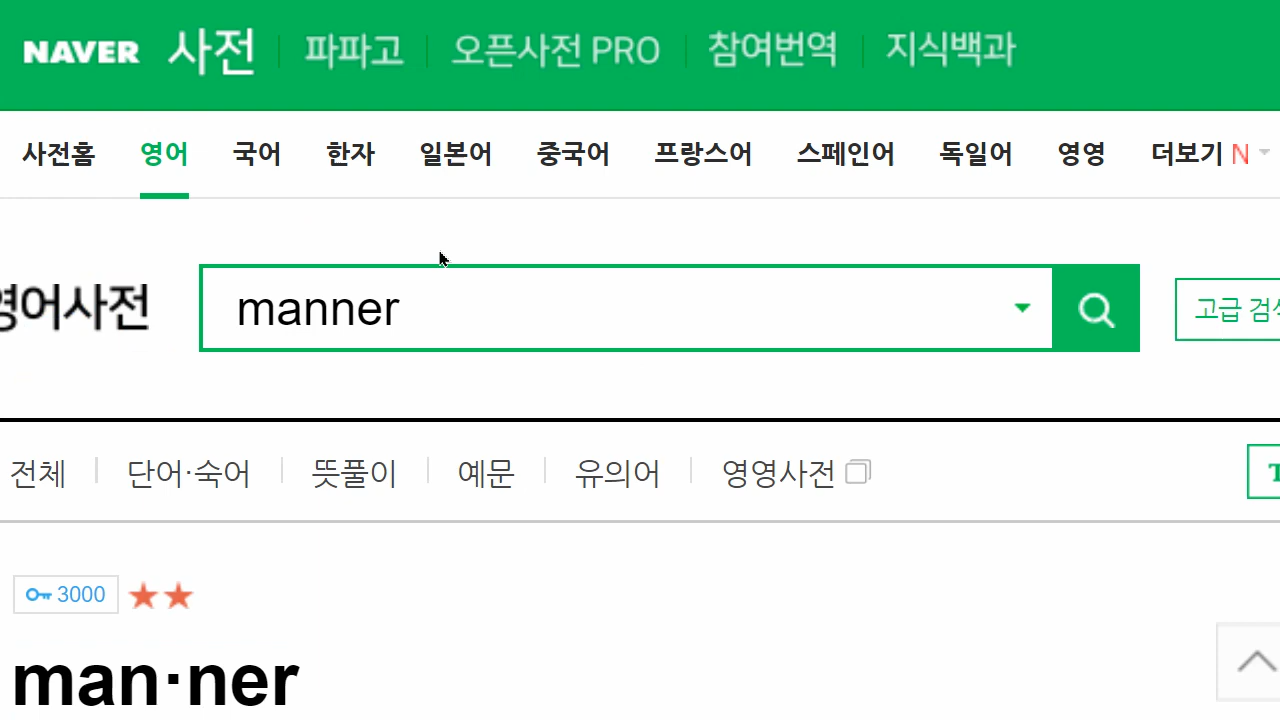 NAVER 사전 파파고 오픈사전 PRO 참여번역 지식백과
사전홈 영어 국어 한자 일본어 중국어 프랑스어 스페인어 독일어 영영 더보기 N
영어사전 manner 고급 검색
전체 단어·숙어 뜻풀이 예문 유의어 영영사전 T
3000
man·ner